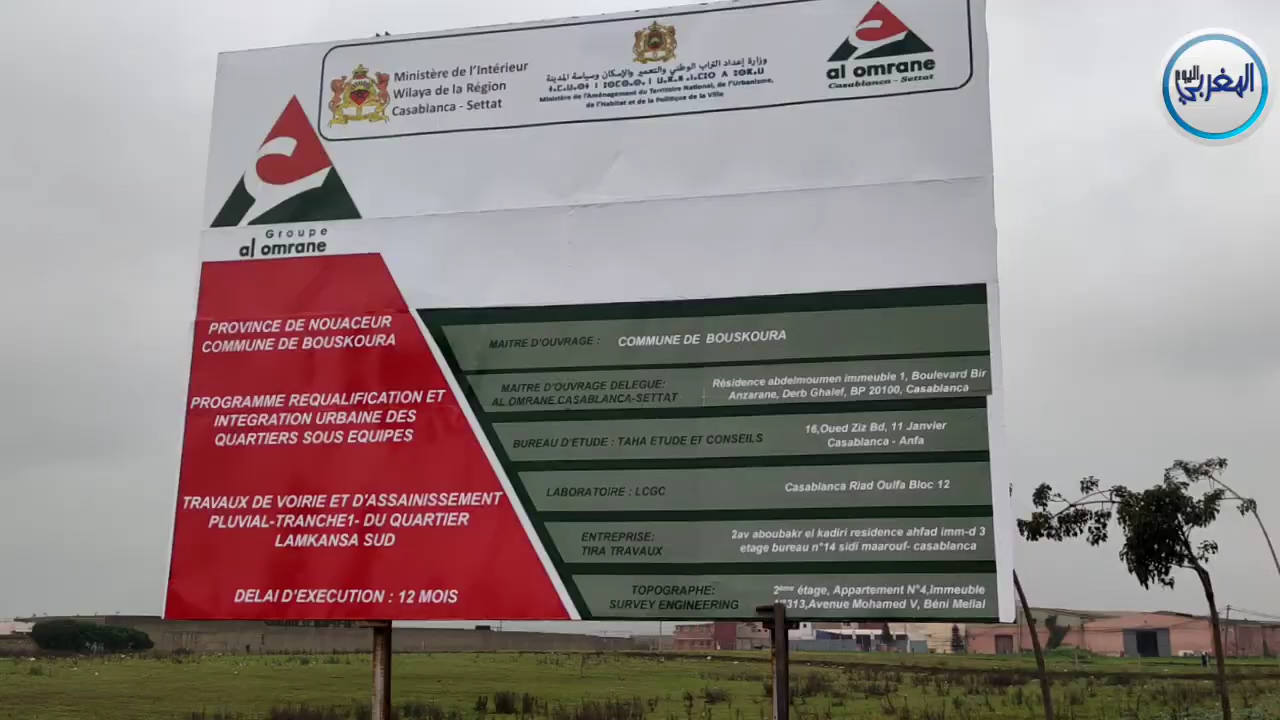 Ministère de l'Intérieur
Wilaya de la Région
Casablanca - Settat
وزارة إعداد التراب الوطني والتعمير والإسكان وسياسة المدينة
Ministère de l'Aménagement du Territoire National, de l'Urbanisme,
de l'Habitat et de la Politique de la Ville
al omrane
Casablanca - Settat
المغربي اليوم
Groupe
al omrane
PROVINCE DE NOUACEUR
COMMUNE DE BOUSKOURA
PROGRAMME REQUALIFICATION ET
INTEGRATION URBAINE DES
QUARTIERS SOUS EQUIPES
TRAVAUX DE VOIRIE ET D'ASSAINISSEMENT
PLUVIAL-TRANCHE1- DU QUARTIER
LAMKANSA SUD
DELAI D'EXECUTION : 12 MOIS
MAITRE D'OUVRAGE : COMMUNE DE BOUSKOURA
MAITRE D'OUVRAGE DELEGUE:
AL OMRANE.CASABLANCA-SETTAT
Résidence abdelmoumen immeuble 1, Boulevard Bir
Anzarane, Derb Ghalef, BP 20100, Casablanca
BUREAU D'ETUDE : TAHA ETUDE ET CONSEILS
16,Oued Ziz Bd, 11 Janvier
Casablanca - Anfa
LABORATOIRE : LCGC
Casablanca Riad Oulfa Bloc 12
ENTREPRISE:
TIRA TRAVAUX
2av aboubakr el kadiri residence ahfad imm-d 3
etage bureau n°14 sidi maarouf- casablanca
TOPOGRAPHE:
SURVEY ENGINEERING
2ème étage, Appartement N°4,Immeuble
N°313,Avenue Mohamed V, Béni Mellal